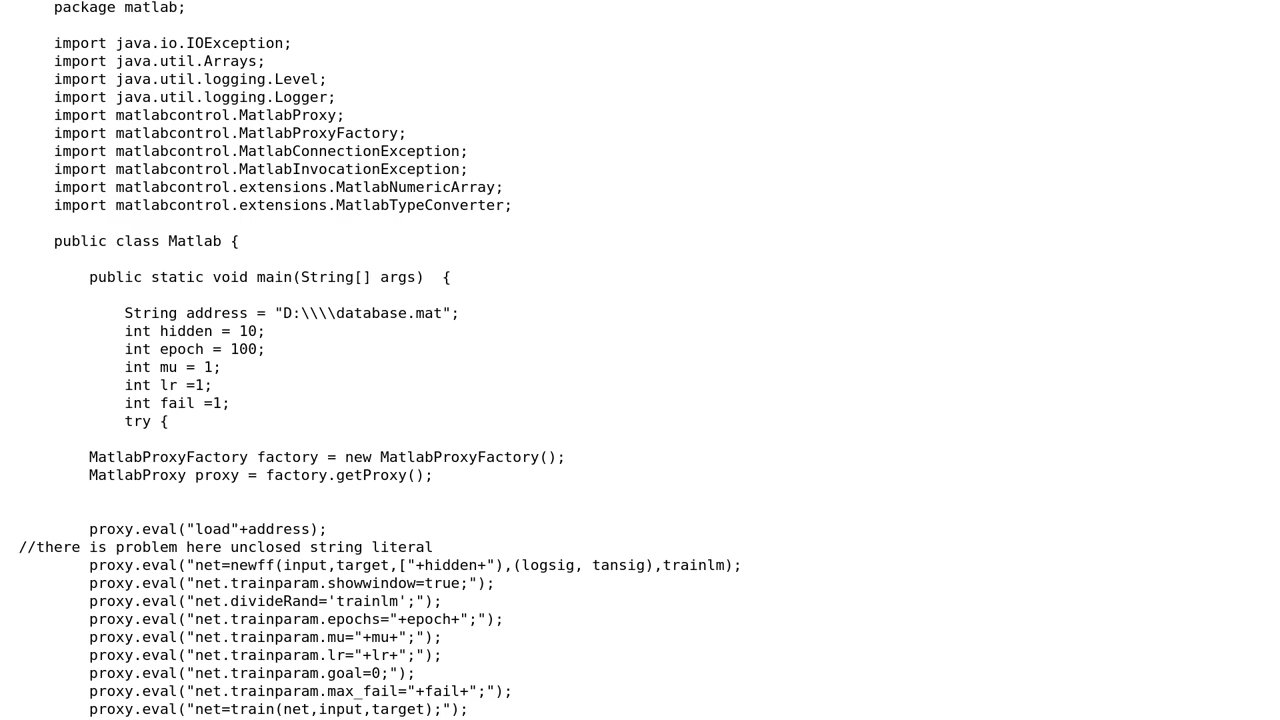 package matlab;

import java.io.IOException;
import java.util.Arrays;
import java.util.logging.Level;
import java.util.logging.Logger;
import matlabcontrol.MatlabProxy;
import matlabcontrol.MatlabProxyFactory;
import matlabcontrol.MatlabConnectionException;
import matlabcontrol.MatlabInvocationException;
import matlabcontrol.extensions.MatlabNumericArray;
import matlabcontrol.extensions.MatlabTypeConverter;

public class Matlab {

    public static void main(String[] args)  {

        String address = "D:\\\\database.mat";
        int hidden = 10;
        int epoch = 100;
        int mu = 1;
        int lr =1;
        int fail =1;
        try {

    MatlabProxyFactory factory = new MatlabProxyFactory();
    MatlabProxy proxy = factory.getProxy();


    proxy.eval("load"+address);
//there is problem here unclosed string literal
    proxy.eval("net=newff(input,target,["+hidden+"),(logsig, tansig),trainlm);
    proxy.eval("net.trainparam.showwindow=true;");
    proxy.eval("net.divideRand='trainlm';");
    proxy.eval("net.trainparam.epochs="+epoch+";");
    proxy.eval("net.trainparam.mu="+mu+";");
    proxy.eval("net.trainparam.lr="+lr+";");
    proxy.eval("net.trainparam.goal=0;");
    proxy.eval("net.trainparam.max_fail="+fail+";");
    proxy.eval("net=train(net,input,target);");